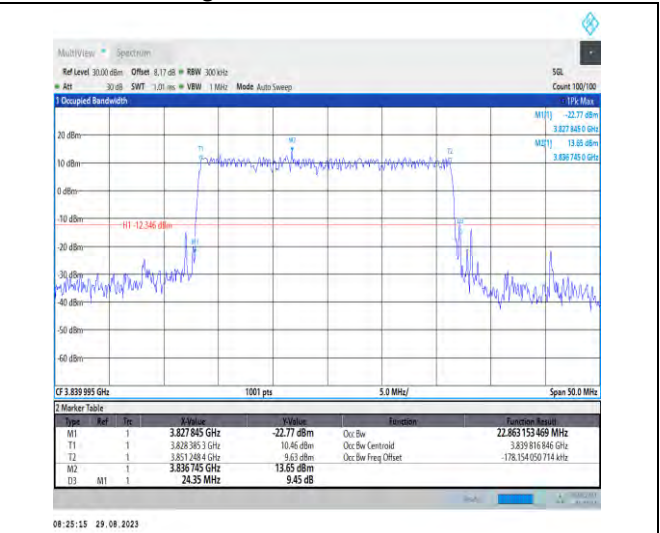 MultiView Spectrum
Ref Level 30.00 dBm Offset 8.17 dB RBW 300 kHz SGL
Att 30 dB SWT 1.01 ms VBW 1 MHz Mode Auto Sweep Count 100/100
1 Occupied Bandwidth 1Pk Max
M1[1] -22.77 dBm
3.827 845 0 GHz
M2[1] 13.65 dBm
3.836 745 0 GHz
20 dBm
M2
T1
T2
10 dBm
0 dBm
-10 dBm
H1 -12.346 dBm
-20 dBm
-30 dBm
-40 dBm
-50 dBm
-60 dBm
CF 3.839 995 GHz 1001 pts 5.0 MHz/ Span 50.0 MHz
2 Marker Table
Type Ref Trc X-Value Y-Value Function Function Result
M1 1 3.827 845 GHz -22.77 dBm Occ Bw 22.863 153 469 MHz
T1 1 3.828 385 3 GHz 10.46 dBm Occ Bw Centroid 3.839 816 846 GHz
T2 1 3.851 248 4 GHz 9.63 dBm Occ Bw Freq Offset -178.154 050 714 kHz
M2 1 3.836 745 GHz 13.65 dBm
D3 M1 1 24.35 MHz 9.45 dB
08:25:15 29.08.2023